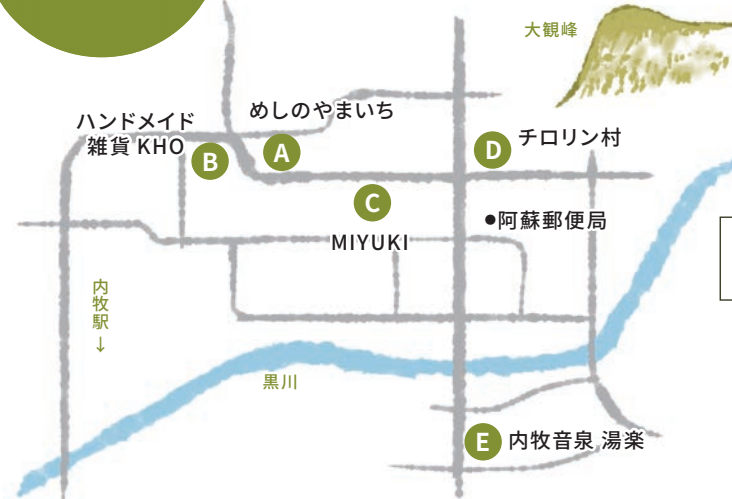 大観峰
めしのやまいち
ハンドメイド
雑貨 KHO
A
B
D
チロリン村
C
●阿蘇郵便局
MIYUKI
内牧駅↓
黒川
E
内牧音泉 湯楽